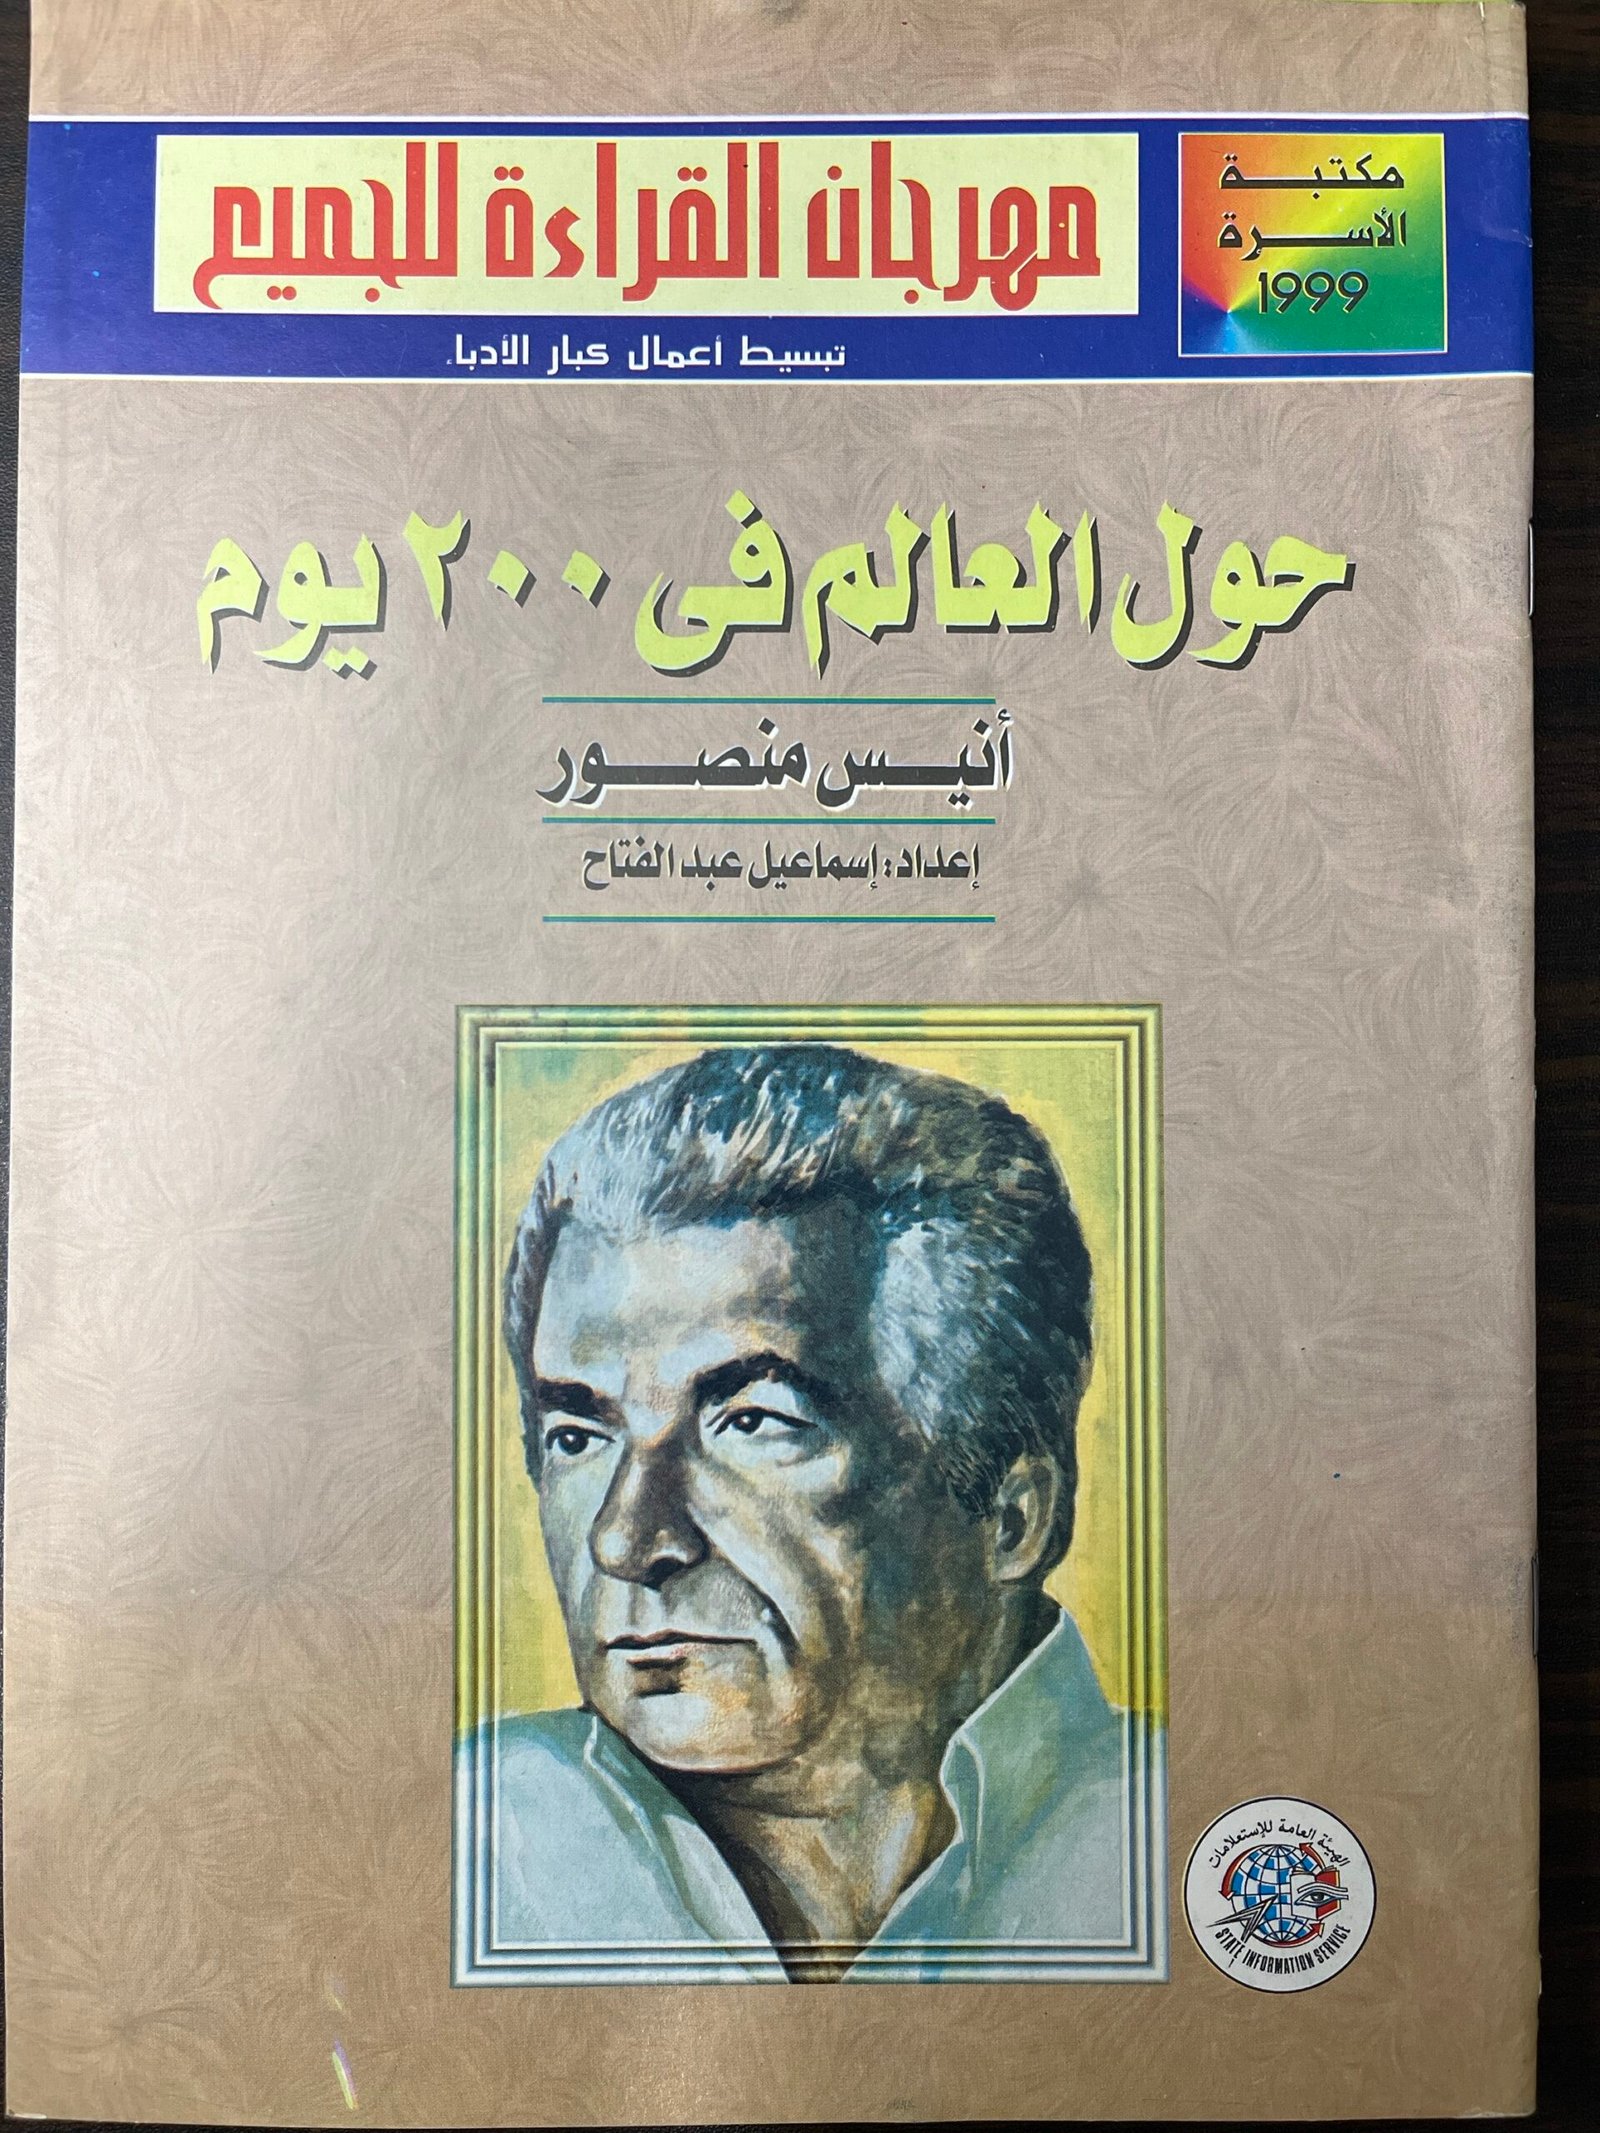 مكتبة
الأسرة
1999
مهرجان القراءة للجميع
تبسيط أعمال كبار الأدباء
حول العالم فى ٢٠٠ يوم
أنيس منصور
إعداد: إسماعيل عبد الفتاح
الهيئة العامة للإستعلامات
STATE INFORMATION SERVICE